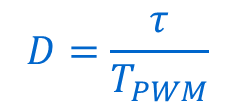 D = τ / T_PWM